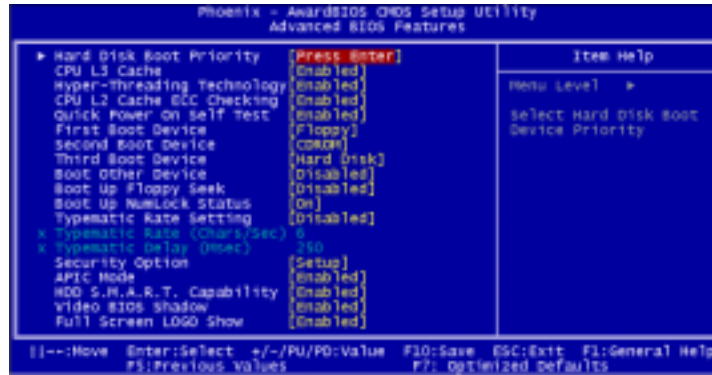 Phoenix - AwardBIOS CMOS Setup Utility
Advanced BIOS Features
Hard Disk Boot Priority [Press Enter]
CPU L3 Cache [Enabled]
Hyper-Threading Technology[Enabled]
CPU L2 Cache ECC Checking [Enabled]
Quick Power On Self Test [Enabled]
First Boot Device [Floppy]
Second Boot Device [CDROM]
Third Boot Device [Hard Disk]
Boot Other Device [Disabled]
Boot Up Floppy Seek [Disabled]
Boot Up NumLock Status [On]
Typematic Rate Setting [Disabled]
x Typematic Rate (Chars/Sec) 6
x Typematic Delay (Msec) 250
Security Option [Setup]
APIC Mode [Enabled]
HDD S.M.A.R.T. Capability [Enabled]
Video BIOS Shadow [Enabled]
Full Screen LOGO Show [Enabled]
Item Help
Menu Level
Select Hard Disk Boot
Device Priority
||--:Move Enter:Select +/-/PU/PD:Value F10:Save ESC:Exit F1:General Help
F5:Previous Values F7: Optimized Defaults